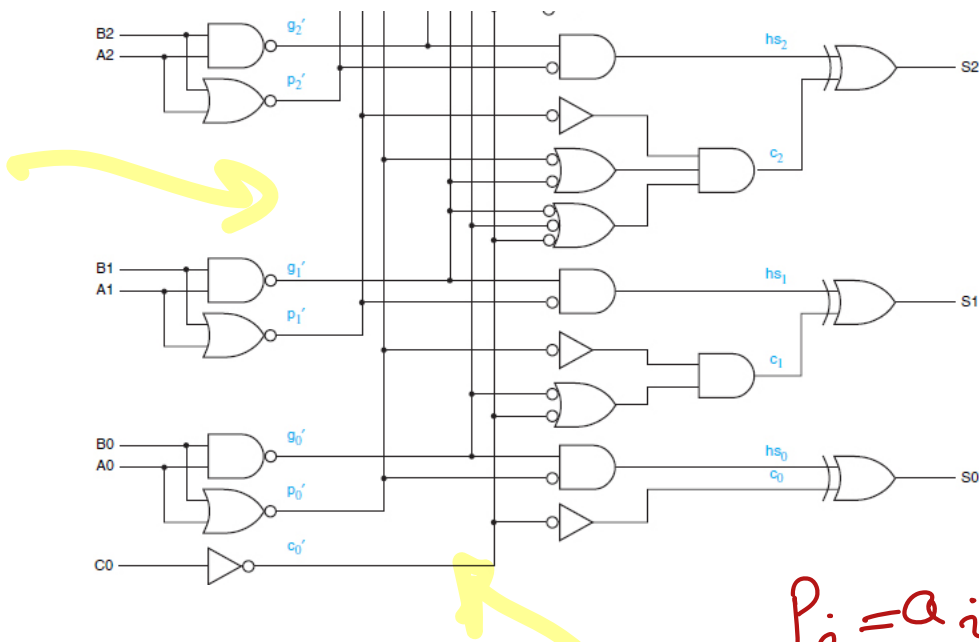 B2
A2
g₂′
p₂′
hs₂
S2
c₂
B1
A1
g₁′
p₁′
hs₁
S1
c₁
B0
A0
g₀′
p₀′
hs₀
c₀
S0
C0
c₀′
Pᵢ = a i